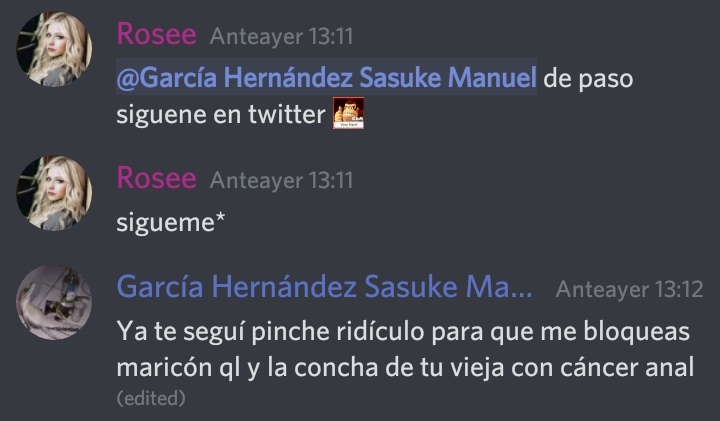 Rosee Anteayer 13:11
@García Hernández Sasuke Manuel de paso
siguene en twitter
Rosee Anteayer 13:11
sigueme*
García Hernández Sasuke Ma... Anteayer 13:12
Ya te seguí pinche ridículo para que me bloqueas
maricón ql y la concha de tu vieja con cáncer anal
(edited)